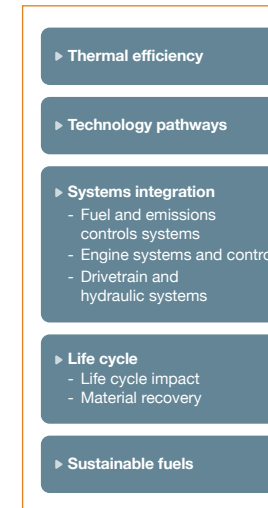 Thermal efficiency
Technology pathways
Systems integration
- Fuel and emissions
controls systems
- Engine systems and contro
- Drivetrain and
hydraulic systems
Life cycle
- Life cycle impact
- Material recovery
Sustainable fuels